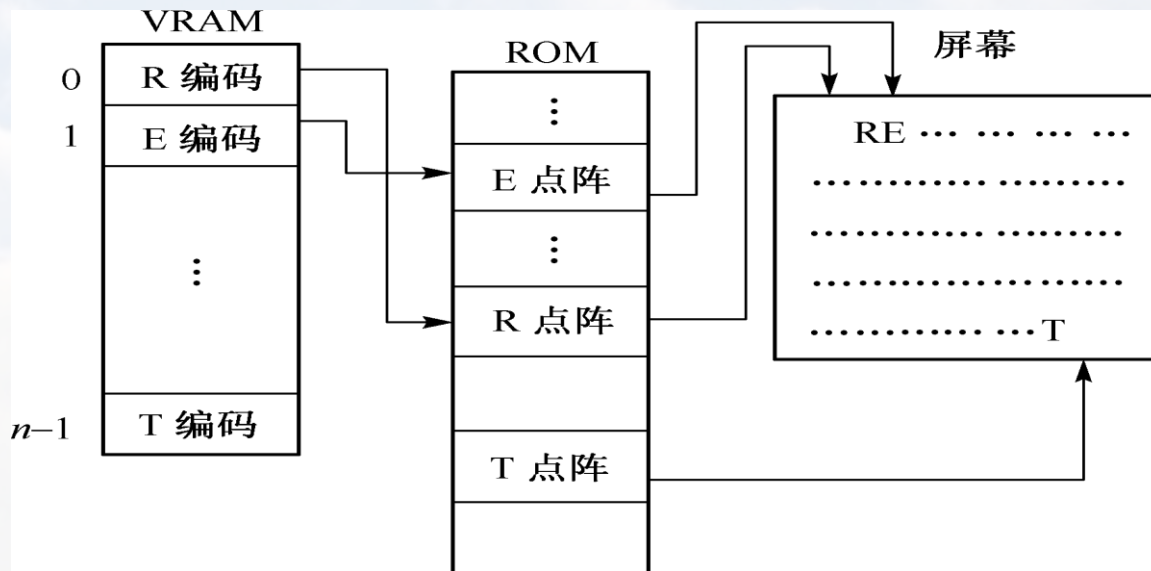 VRAM
0
R 编码
1
E 编码
⋮
n–1
T 编码
ROM
⋮
E 点阵
⋮
R 点阵
T 点阵
屏幕
RE … … … …
………… ………
………… ………
………… ………
………… …T